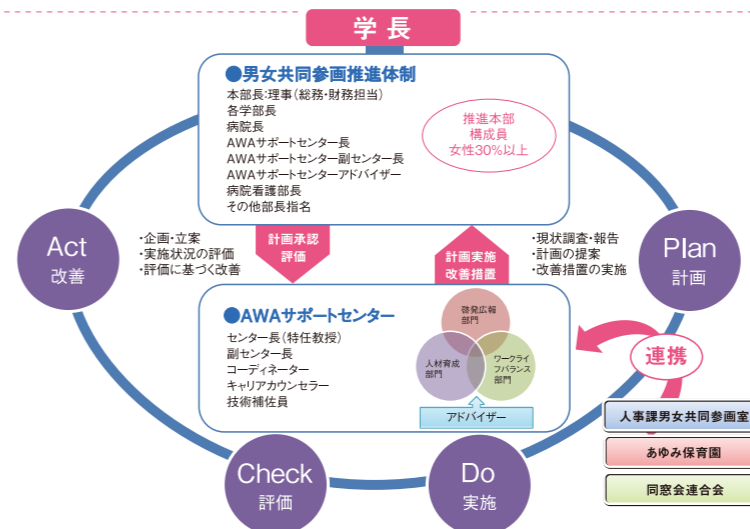 学長
●男女共同参画推進体制
本部長:理事(総務・財務担当)
各学部長
病院長
AWAサポートセンター長
AWAサポートセンター副センター長
AWAサポートセンターアドバイザー
病院看護部長
その他部長指名
推進本部
構成員
女性30%以上
Act
改善
・企画・立案
・実施状況の評価
・評価に基づく改善
計画承認
評価
計画実施
改善措置
・現状調査・報告
・計画の提案
・改善措置の実施
Plan
計画
●AWAサポートセンター
センター長(特任教授)
副センター長
コーディネーター
キャリアカウンセラー
技術補佐員
啓発広報
部門
人材育成
部門
ワークライ
フバランス
部門
アドバイザー
連携
人事課男女共同参画室
あゆみ保育園
同窓会連合会
Check
評価
Do
実施